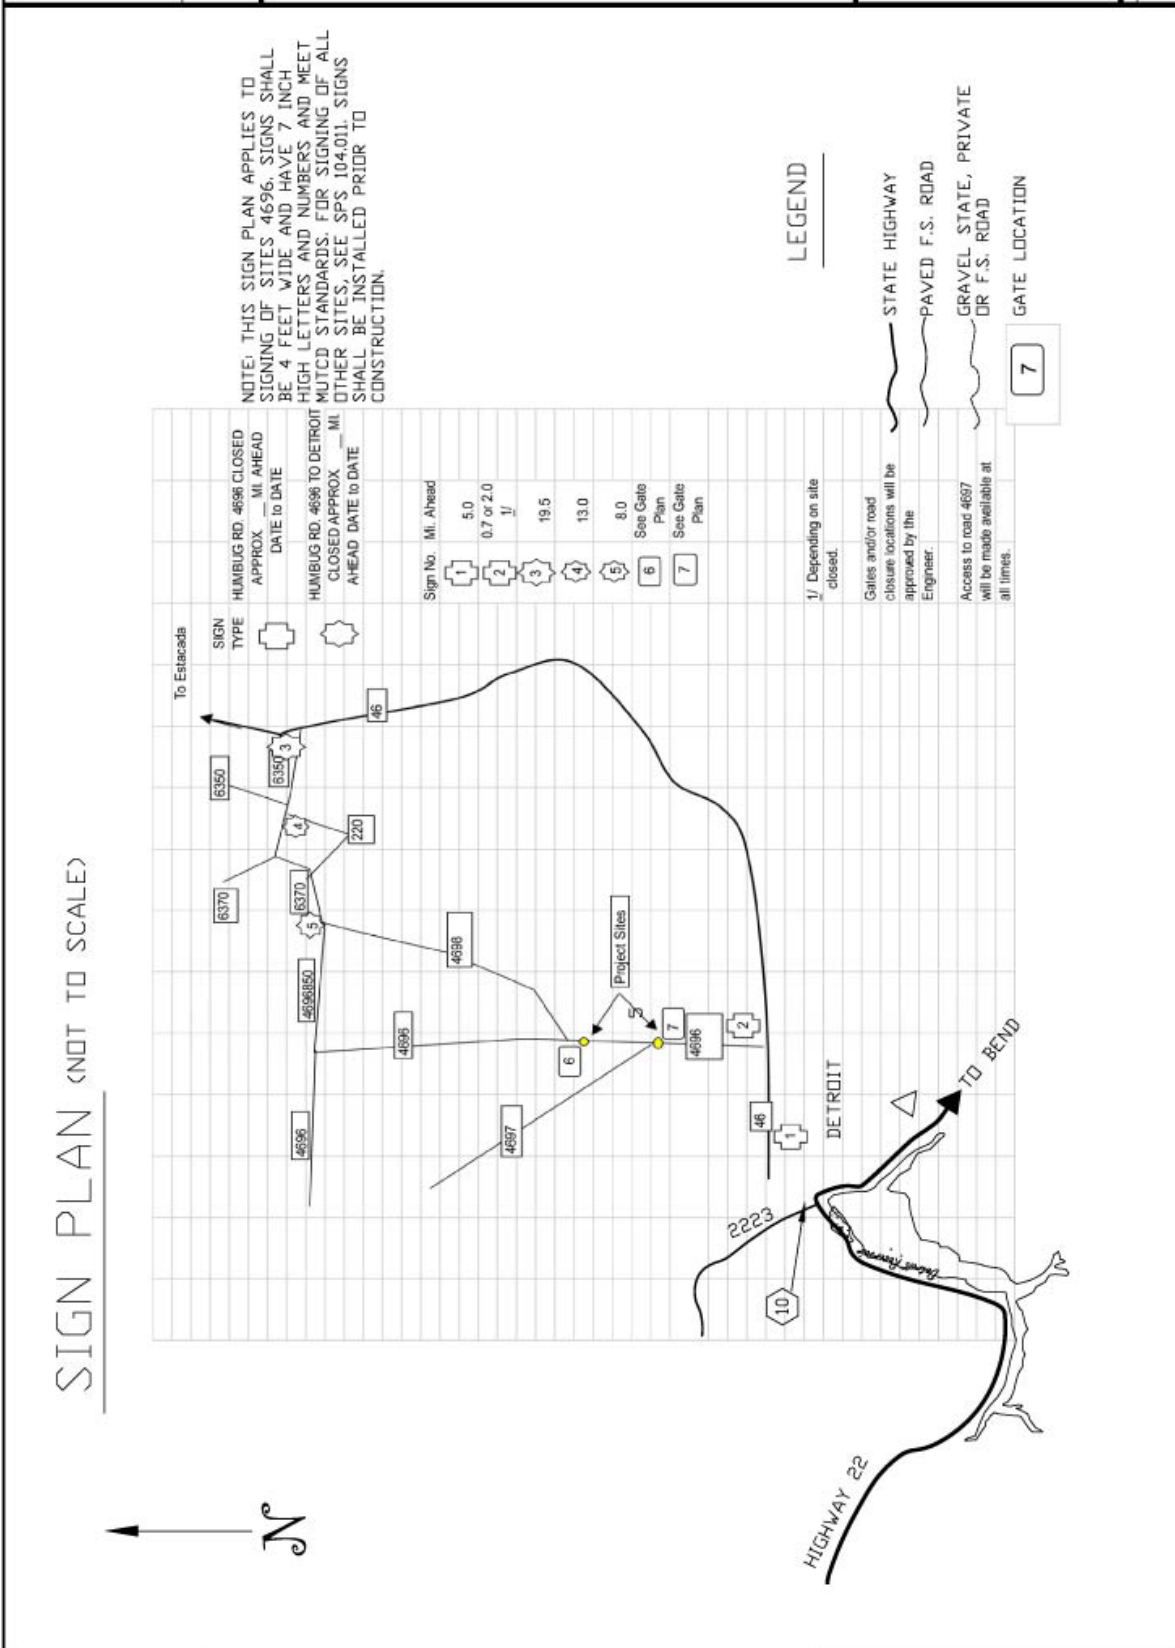 SIGN PLAN (NOT TO SCALE)
N
To Estacada
SIGN
TYPE
HUMBUG RD. 4696 CLOSED
APPROX __ MI. AHEAD
DATE to DATE
HUMBUG RD. 4696 TO DETROIT
CLOSED APPROX __ MI.
AHEAD DATE to DATE
NOTE: THIS SIGN PLAN APPLIES TO
SIGNING OF SITES 4696. SIGNS SHALL
BE 4 FEET WIDE AND HAVE 7 INCH
HIGH LETTERS AND NUMBERS AND MEET
MUTCD STANDARDS. FOR SIGNING OF ALL
OTHER SITES, SEE SPS 104.011. SIGNS
SHALL BE INSTALLED PRIOR TO
CONSTRUCTION.
Sign No. Mi. Ahead
1 5.0
2 0.7 or 2.0
1/
3 19.5
4 13.0
5 8.0
6 See Gate
Plan
7 See Gate
Plan
1/ Depending on site
closed.
Gates and/or road
closure locations will be
approved by the
Engineer.
Access to road 4697
will be made available at
all times.
LEGEND
STATE HIGHWAY
PAVED F.S. ROAD
GRAVEL STATE, PRIVATE
OR F.S. ROAD
7 GATE LOCATION
6350
6350
3
46
4
220
6370
6370
5
4696850
4698
4696
4696
Project Sites
5
6
7
4696
2
4697
46
1
DETROIT
TO BEND
2223
10
Detroit Reservoir
HIGHWAY 22